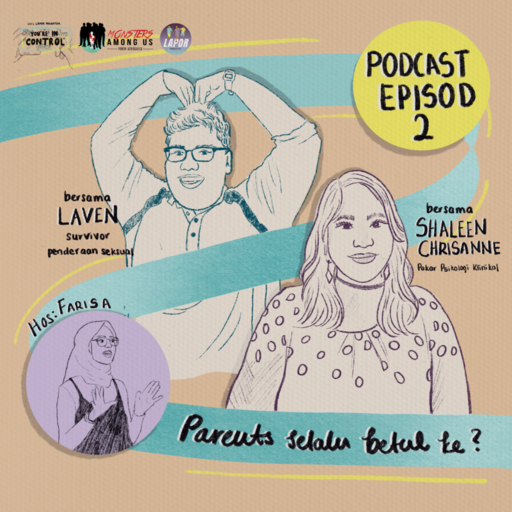 YOU'RE IN
CONTROL
MONSTERS
AMONG US
LAPOR
PODCAST
EPISOD
2
bersama
LAVEN
survivor
penderaan seksual
bersama
SHALEEN
CHRISANNE
Pakar Psikologi Klinikal
Hos: FARISA
Parents selalu betul ke?